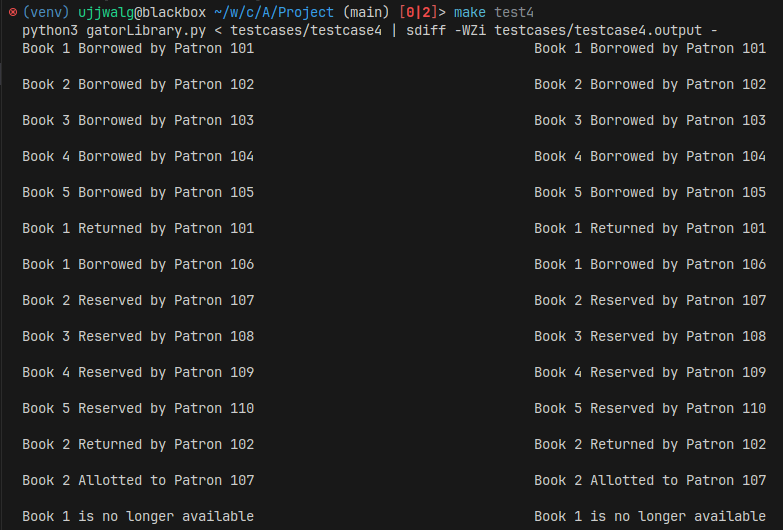 (venv) ujjwalg@blackbox ~/w/c/A/Project (main) [0|2]> make test4
python3 gatorLibrary.py < testcases/testcase4 | sdiff -WZi testcases/testcase4.output -
Book 1 Borrowed by Patron 101 Book 1 Borrowed by Patron 101
Book 2 Borrowed by Patron 102 Book 2 Borrowed by Patron 102
Book 3 Borrowed by Patron 103 Book 3 Borrowed by Patron 103
Book 4 Borrowed by Patron 104 Book 4 Borrowed by Patron 104
Book 5 Borrowed by Patron 105 Book 5 Borrowed by Patron 105
Book 1 Returned by Patron 101 Book 1 Returned by Patron 101
Book 1 Borrowed by Patron 106 Book 1 Borrowed by Patron 106
Book 2 Reserved by Patron 107 Book 2 Reserved by Patron 107
Book 3 Reserved by Patron 108 Book 3 Reserved by Patron 108
Book 4 Reserved by Patron 109 Book 4 Reserved by Patron 109
Book 5 Reserved by Patron 110 Book 5 Reserved by Patron 110
Book 2 Returned by Patron 102 Book 2 Returned by Patron 102
Book 2 Allotted to Patron 107 Book 2 Allotted to Patron 107
Book 1 is no longer available Book 1 is no longer available